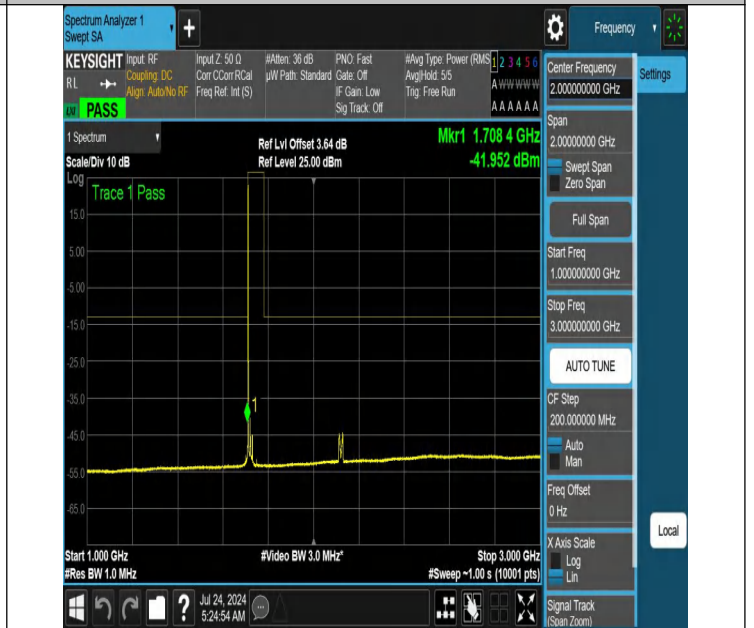 Spectrum Analyzer 1
Swept SA
+
Frequency
KEYSIGHT
RL
PASS
Input: RF
Coupling: DC
Align: Auto/No RF
Input Z: 50 Ω
Corr CCorr RCal
Freq Ref: Int (S)
#Atten: 36 dB
µW Path: Standard
PNO: Fast
Gate: Off
IF Gain: Low
Sig Track: Off
#Avg Type: Power (RMS
Avg|Hold: 5/5
Trig: Free Run
1 2 3 4 5 6
A W W W W W
A A A A A A
1 Spectrum
Scale/Div 10 dB
Ref Lvl Offset 3.64 dB
Ref Level 25.00 dBm
Mkr1 1.708 4 GHz
-41.952 dBm
Log
Trace 1 Pass
15.0
5.00
-5.00
-15.0
-25.0
-35.0
-45.0
-55.0
-65.0
1
Start 1.000 GHz
#Res BW 1.0 MHz
#Video BW 3.0 MHz*
Stop 3.000 GHz
#Sweep ~1.00 s (10001 pts)
Center Frequency
2.000000000 GHz
Settings
Span
2.00000000 GHz
Swept Span
Zero Span
Full Span
Start Freq
1.000000000 GHz
Stop Freq
3.000000000 GHz
AUTO TUNE
CF Step
200.000000 MHz
Auto
Man
Freq Offset
0 Hz
X Axis Scale
Log
Lin
Local
Signal Track
(Span Zoom)
?
Jul 24, 2024
5:24:54 AM